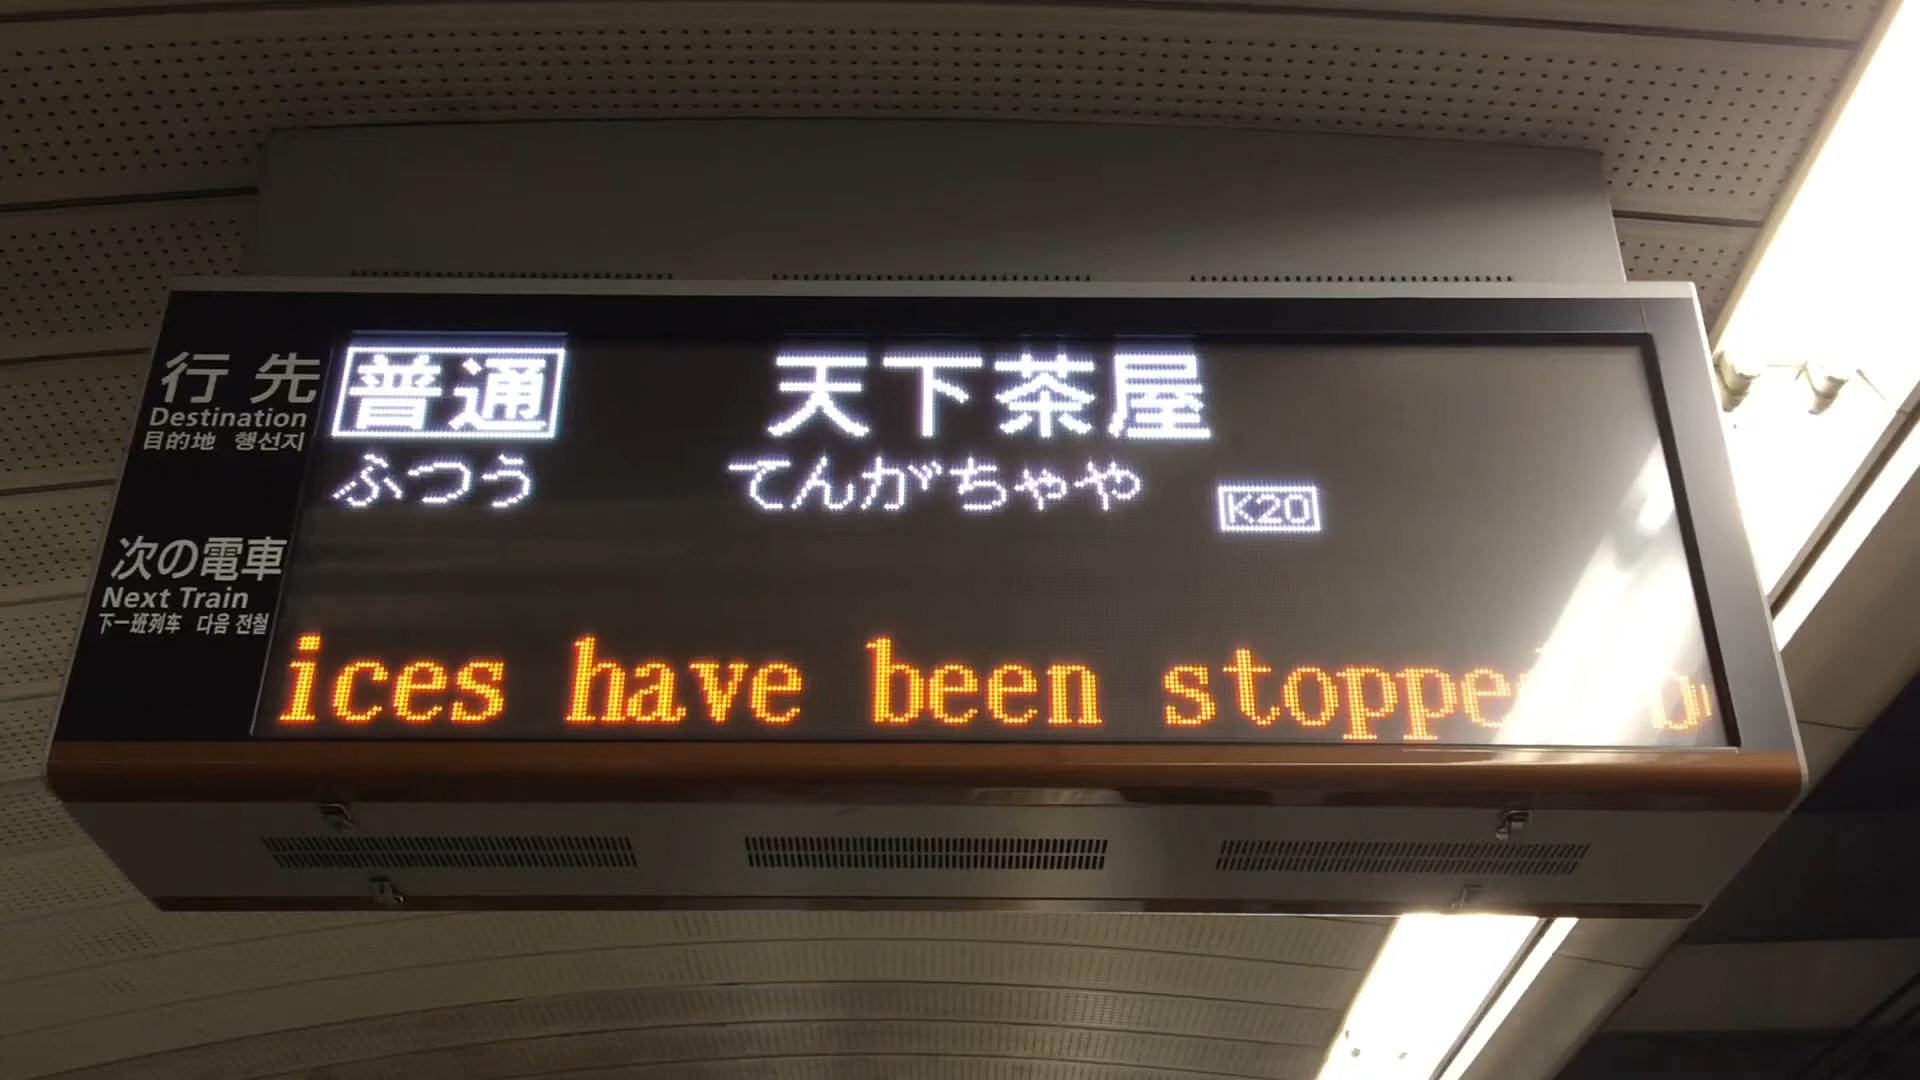 行先 普通 天下茶屋
Destination
目的地 행선지
ふつう てんがちゃや K20
次の電車
Next Train
下一班列车 다음 전철
ices have been